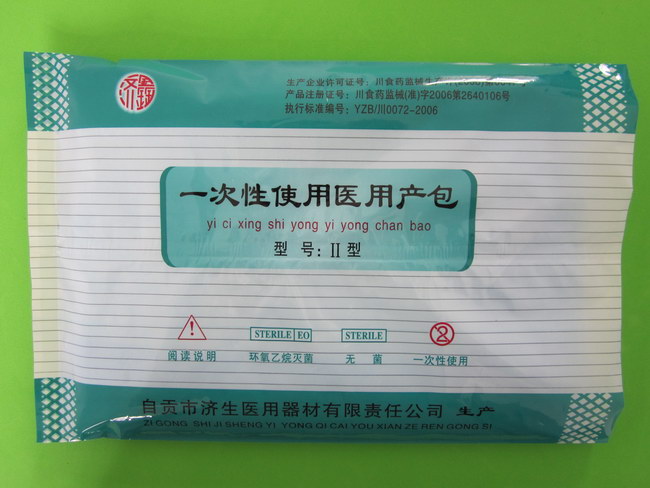 生产企业许可证号：川食药监械生产
产品注册证号：川食药监械(准)字2006第2640106号
执行标准编号：YZB/川0072-2006
一次性使用医用产包
yi ci xing shi yong yi yong chan bao
型 号：II 型
STERILE EO
STERILE
2
阅读说明
环氧乙烷灭菌
无 菌
一次性使用
自贡市济生医用器材有限责任公司 生产
ZI GONG SHI JI SHENG YI YONG QI CAI YOU XIAN ZE REN GONG SI